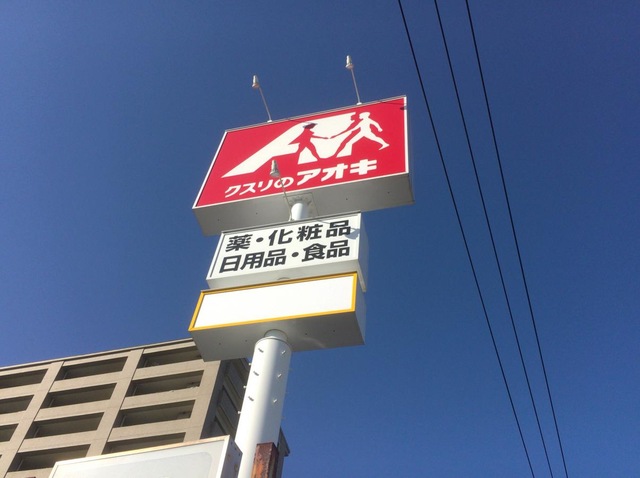 クスリのアオキ
薬・化粧品
日用品・食品